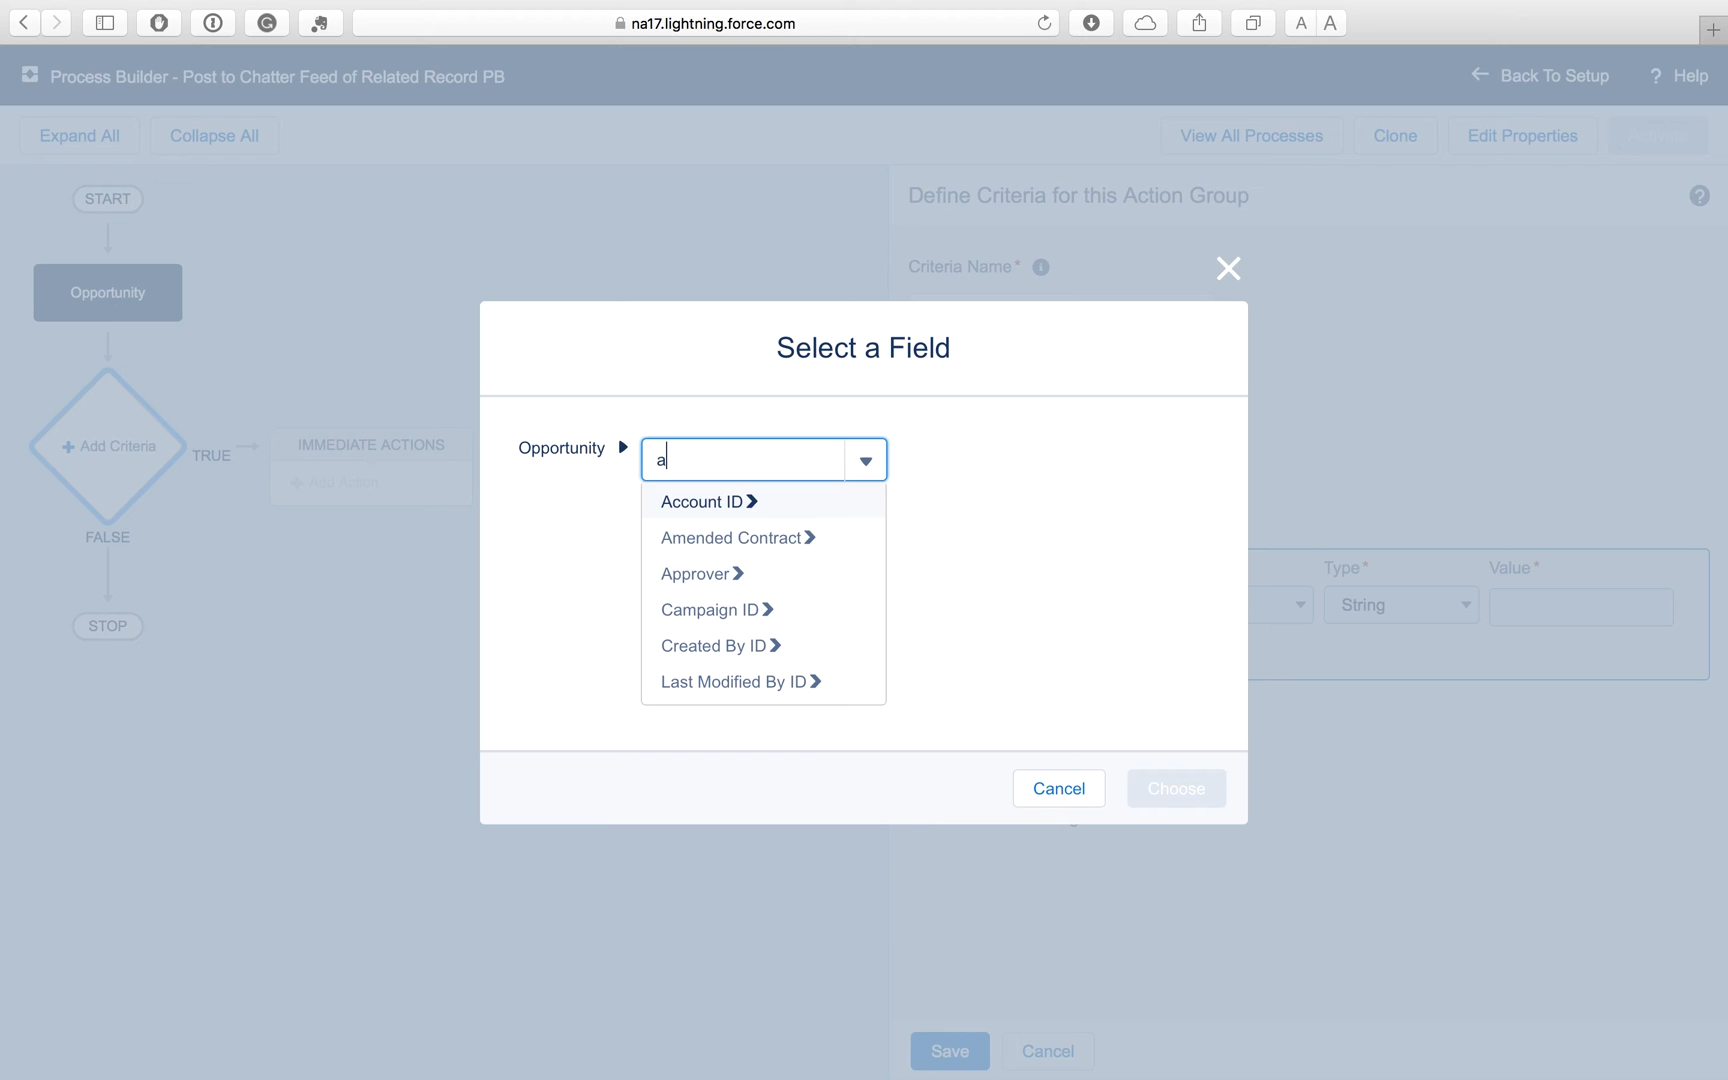 na17.lightning.force.com
A A
Process Builder - Post to Chatter Feed of Related Record PB
Back To Setup
? Help
Expand All
Collapse All
View All Processes
Clone
Edit Properties
START
Define Criteria for this Action Group
?
Criteria Name*
Opportunity
Select a Field
Opportunity
a
Account ID
Amended Contract
Approver
Campaign ID
Created By ID
Last Modified By ID
+ Add Criteria
TRUE
IMMEDIATE ACTIONS
+ Add Action
FALSE
STOP
Type*
Value*
String
Cancel
Choose
Save
Cancel